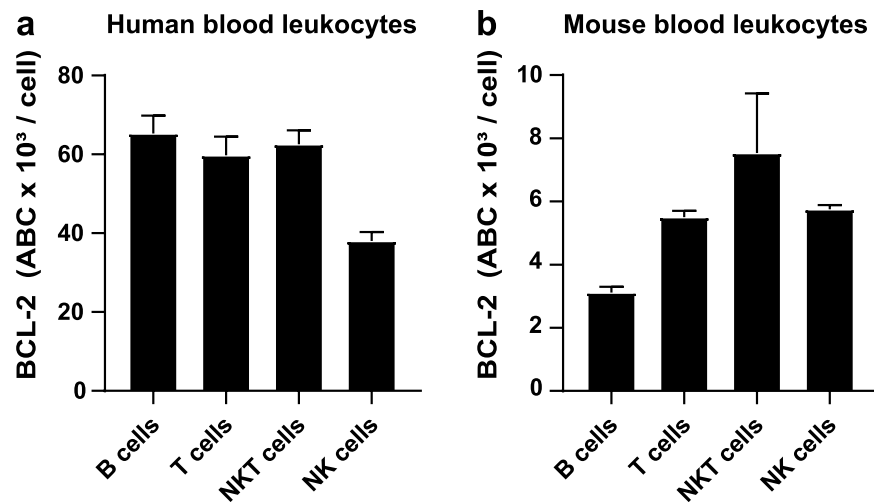 a
Human blood leukocytes
BCL-2 (ABC x 10³ / cell)
80
60
40
20
0
B cells
T cells
NKT cells
NK cells
b
Mouse blood leukocytes
BCL-2 (ABC x 10³ / cell)
10
8
6
4
2
0
B cells
T cells
NKT cells
NK cells